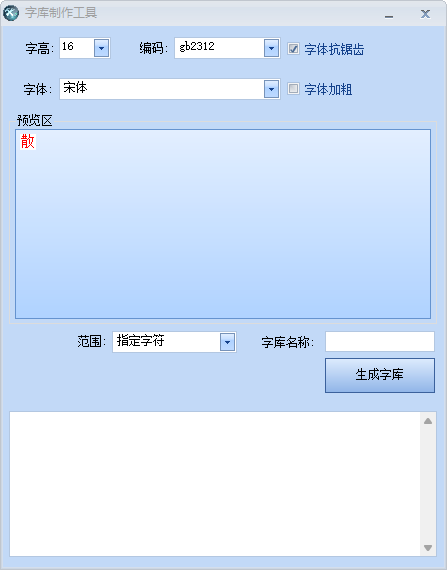 字库制作工具
字高: 16 编码: gb2312 字体抗锯齿
字体: 宋体 字体加粗
预览区
散
范围: 指定字符 字库名称:
生成字库